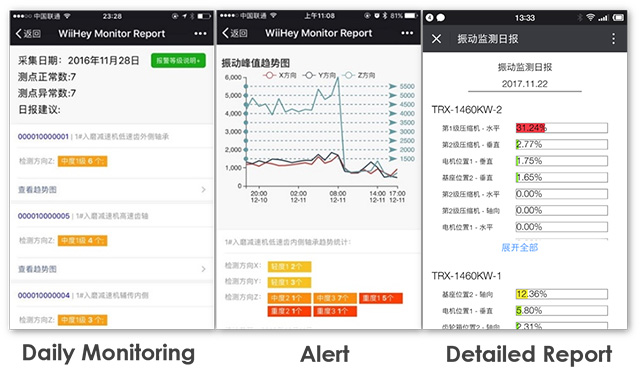 中国联通 23:28
返回 WiiHey Monitor Report •••
采集日期：2016年11月28日 报警等级说明+
测点正常数:7
测点异常数:7
日报建议:
000010000001 | 1#入磨减速机低速齿外侧轴承
检测方向Z: 中度1 6个
查看趋势图
000010000005 | 1#入磨减速机高速齿轴
检测方向Z: 中度1 4个
查看趋势图
000010000004 | 1#入磨减速机辅传内侧
检测方向Z: 中度1 3个
中国联通 上午11:08 81%
返回 WiiHey Monitor Report •••
振动峰值趋势图
X方向 Y方向 Z方向
6,000
5,000
4,000
3,000
2,000
1,000
0
5500
5000
4500
4000
3500
3000
2500
2000
1500
20:00 02:00 08:00 14:00 17:00
12-10 12-11 12-11 12-11 12-11
1#入磨减速机低速齿内侧轴承趋势统计：
检测方向X: 轻度1 2个
检测方向Y: 轻度1 3个
检测方向Z: 中度2 1个 中度3 7个 重度1 5个
重度2 1个 重度3 1个
13:33
振动监测日报
振动监测日报
2017.11.22
TRX-1460KW-2
第1级压缩机 - 水平 31.24%
第2级压缩机 - 垂直 2.77%
电机位置1 - 垂直 1.75%
基座位置2 - 垂直 1.65%
第2级压缩机 - 水平 0.00%
第2级压缩机 - 轴向 0.00%
电机位置1 - 水平 0.00%
展开全部
TRX-1460KW-1
基座位置2 - 轴向 12.36%
电机位置1 - 垂直 5.80%
齿轮箱位置2 - 垂直 2.31%
Daily Monitoring
Alert
Detailed Report